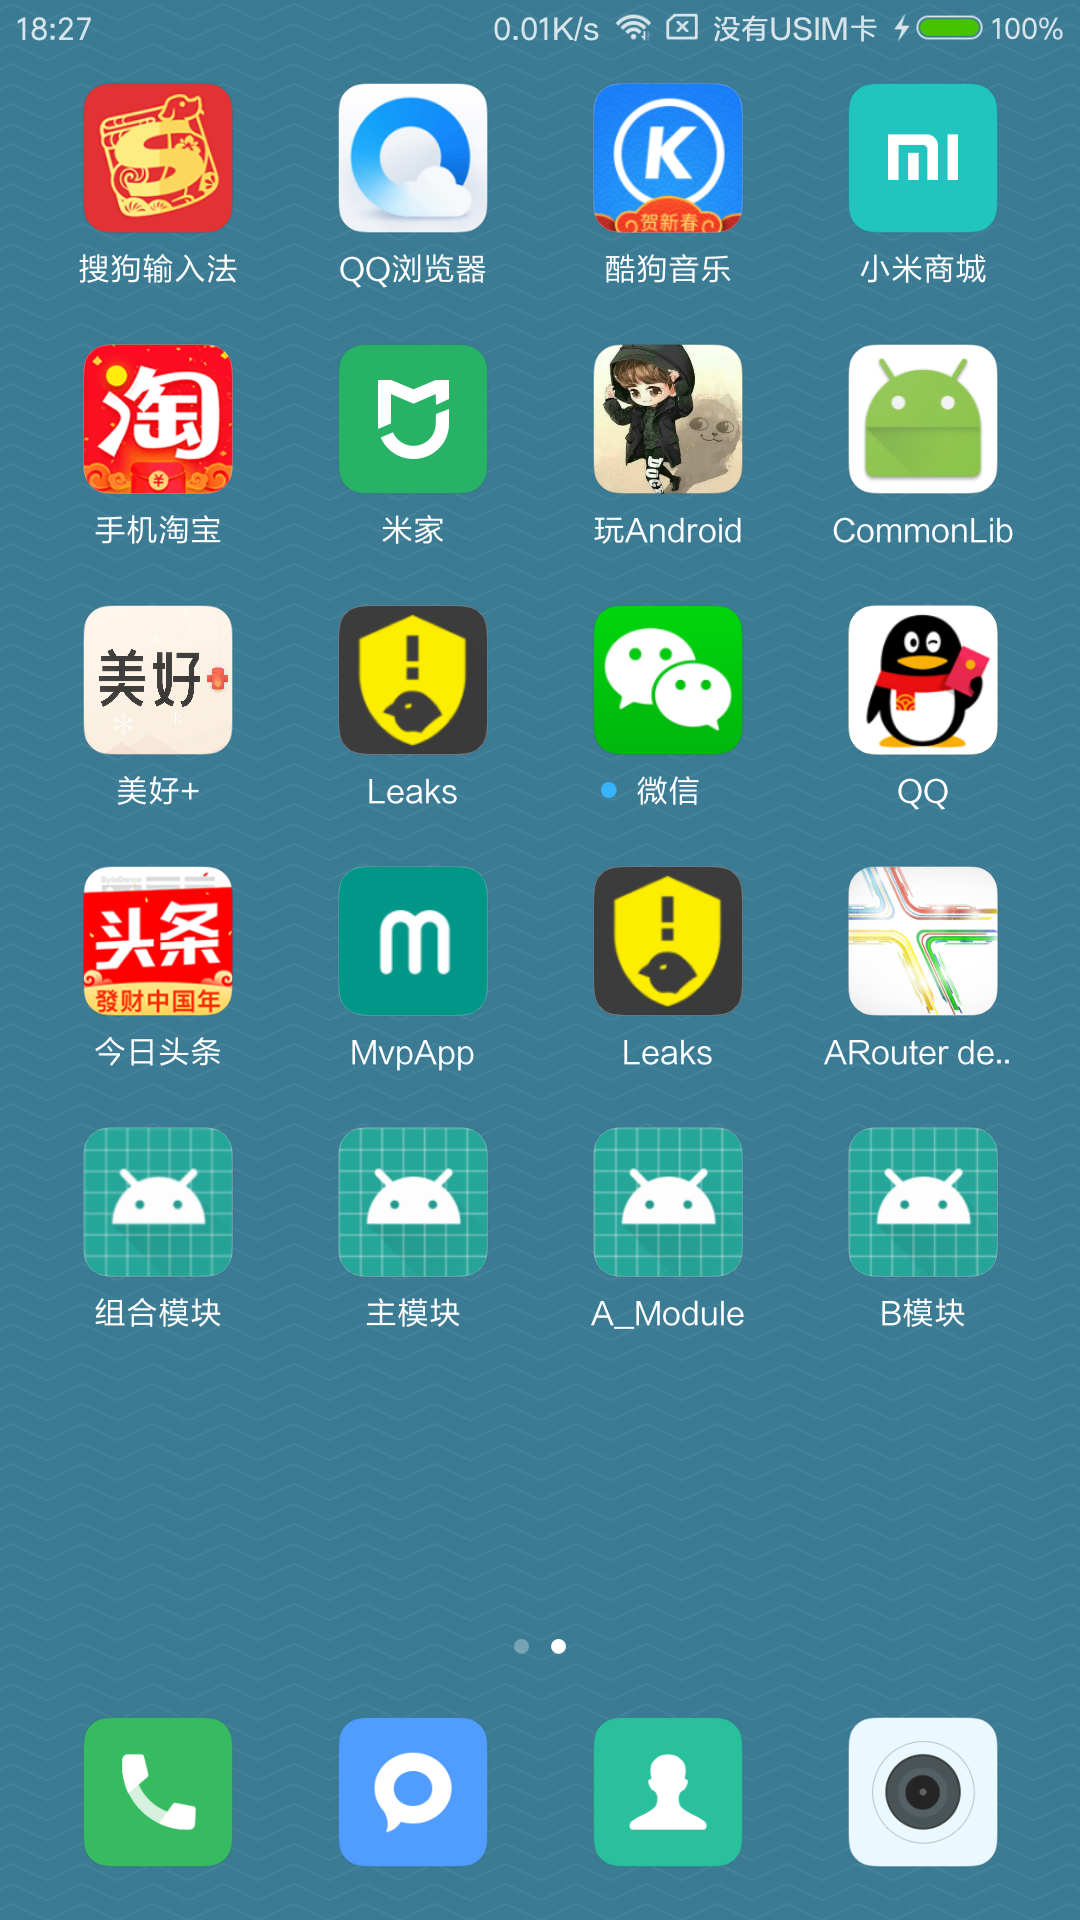 18:27 0.01K/s 没有USIM卡 100%
贺新春
搜狗输入法 QQ浏览器 酷狗音乐 小米商城
淘
手机淘宝 米家 玩Android CommonLib
美好
美好+ Leaks 微信 QQ
头条
發财中国年
今日头条 MvpApp Leaks ARouter de..
组合模块 主模块 A_Module B模块